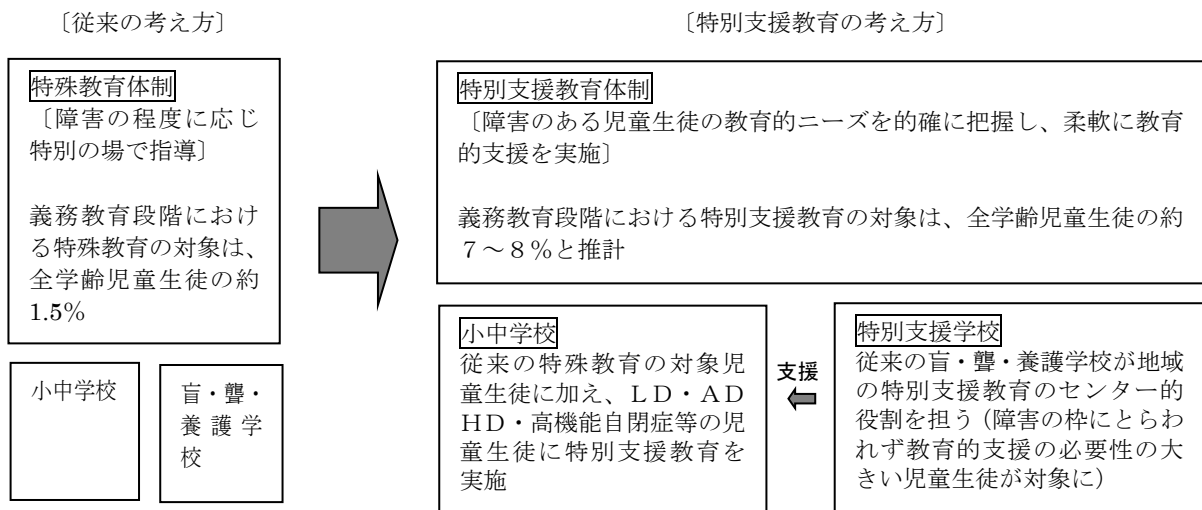 〔従来の考え方〕
〔特別支援教育の考え方〕
特殊教育体制
〔障害の程度に応じ
特別の場で指導〕
義務教育段階におけ
る特殊教育の対象は、
全学齢児童生徒の約
1.5%
特別支援教育体制
〔障害のある児童生徒の教育的ニーズを的確に把握し、柔軟に教育
的支援を実施〕
義務教育段階における特別支援教育の対象は、全学齢児童生徒の約
７～８％と推計
小中学校
盲・聾・
養護学
校
小中学校
従来の特殊教育の対象児
童生徒に加え、ＬＤ・ＡＤ
ＨＤ・高機能自閉症等の児
童生徒に特別支援教育を
実施
支援
特別支援学校
従来の盲・聾・養護学校が地域
の特別支援教育のセンター的
役割を担う（障害の枠にとらわ
れず教育的支援の必要性の大
きい児童生徒が対象に）